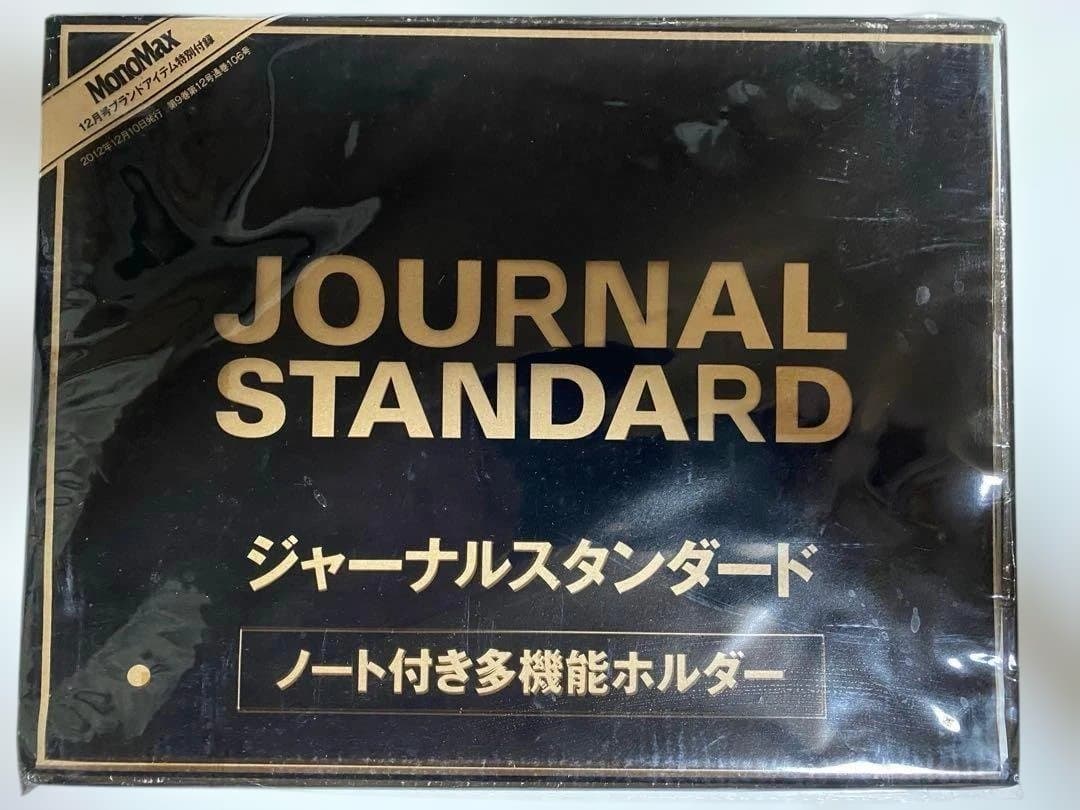 MonoMax
12月号ブランドアイテム特別付録
2012年12月10日発行 第9巻第12号通巻106号
JOURNAL
STANDARD
ジャーナルスタンダード
ノート付き多機能ホルダー